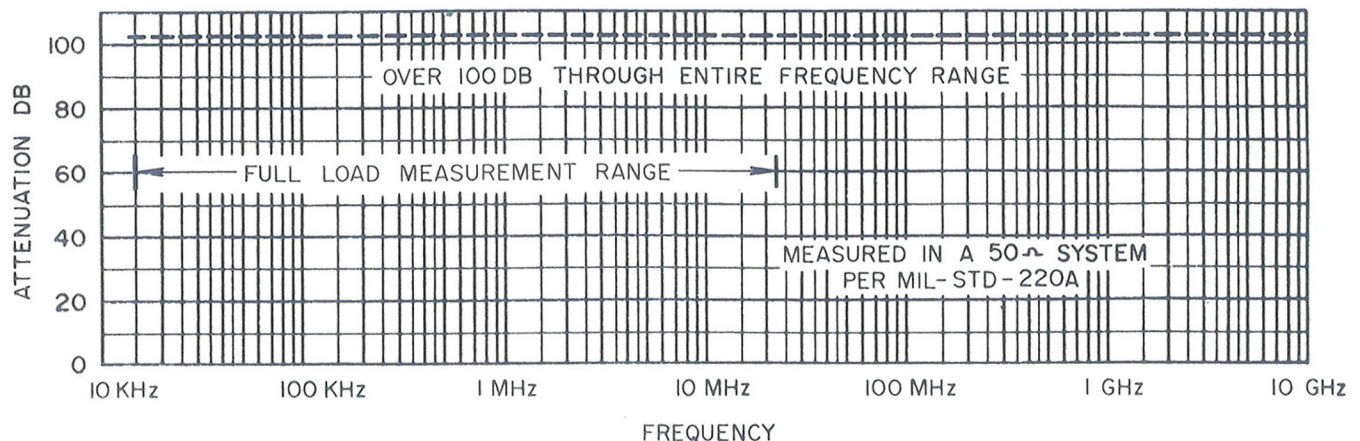 100
80
60
40
20
0
ATTENUATION DB
OVER 100 DB THROUGH ENTIRE FREQUENCY RANGE
FULL LOAD MEASUREMENT RANGE
MEASURED IN A 50Ω SYSTEM
PER MIL-STD-220A
10 KHz 100 KHz 1 MHz 10 MHz 100 MHz 1 GHz 10 GHz
FREQUENCY